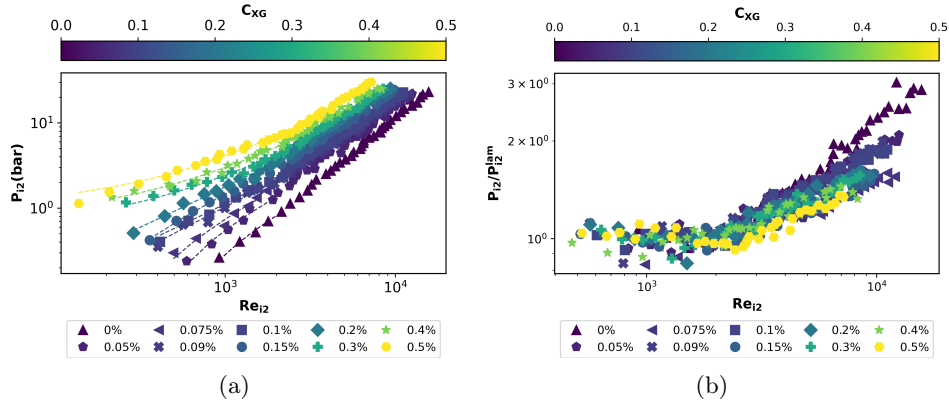 C_XG
0.0 0.1 0.2 0.3 0.4 0.5
P_i2(bar)
10^1
10^0
10^3 10^4
Re_i2
0% 0.075% 0.1% 0.2% 0.4%
0.05% 0.09% 0.15% 0.3% 0.5%
(a)
C_XG
0.0 0.1 0.2 0.3 0.4 0.5
P_i2/P_i2^lam
3 × 10^0
2 × 10^0
10^0
10^3 10^4
Re_i2
0% 0.075% 0.1% 0.2% 0.4%
0.05% 0.09% 0.15% 0.3% 0.5%
(b)